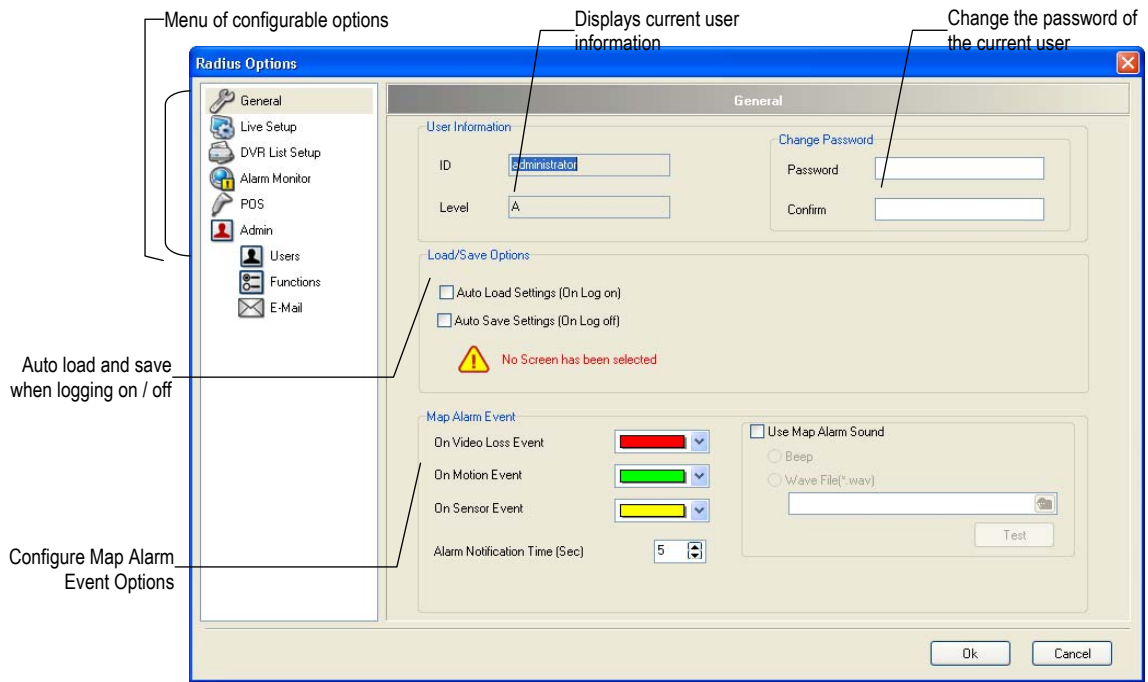 Menu of configurable options
Displays current user
information
Change the password of
the current user
Radius Options
General
Live Setup
DVR List Setup
Alarm Monitor
POS
Admin
Users
Functions
E-Mail
General
User Information
ID
administrator
Level
A
Change Password
Password
Confirm
Load/Save Options
Auto Load Settings (On Log on)
Auto Save Settings (On Log off)
No Screen has been selected
Auto load and save
when logging on / off
Map Alarm Event
On Video Loss Event
On Motion Event
On Sensor Event
Alarm Notification Time (Sec)
5
Use Map Alarm Sound
Beep
Wave File(*.wav)
Test
Configure Map Alarm
Event Options
Ok
Cancel